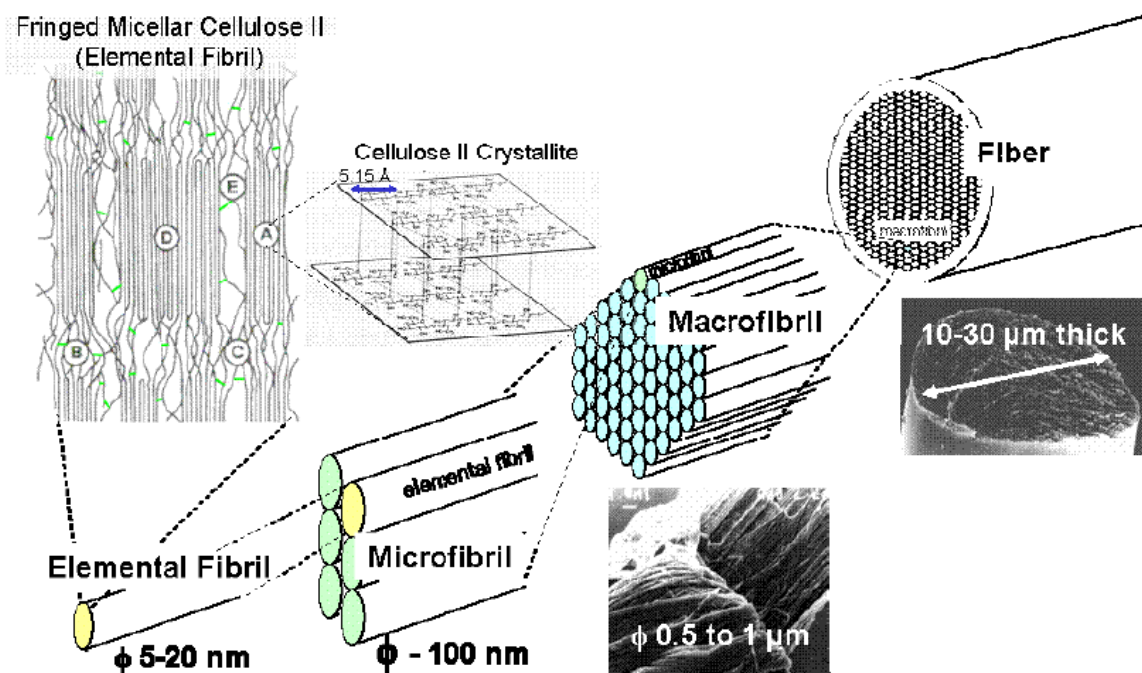 Fringed Micellar Cellulose II
(Elemental Fibril)
E
D
A
B
C
Cellulose II Crystallite
5.15 Å
Fiber
macrofibril
microfibril
Macrofibril
10-30 µm thick
elemental fibril
Elemental Fibril
Microfibril
ϕ 0.5 to 1 µm
ϕ 5-20 nm
ϕ - 100 nm